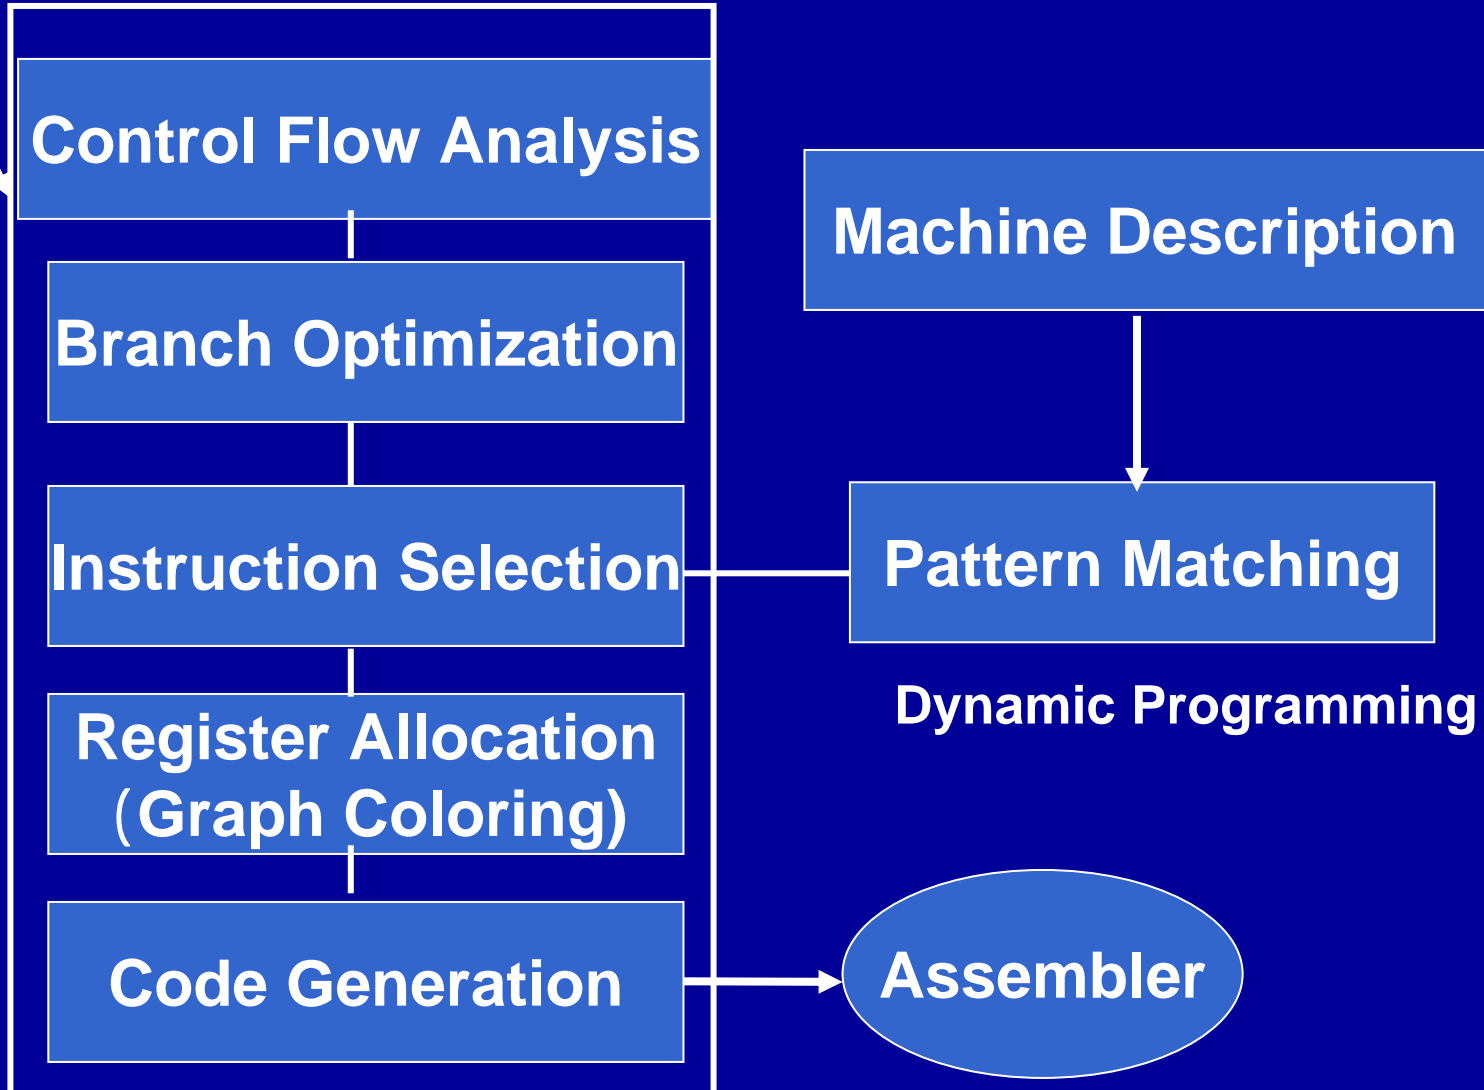 Control Flow Analysis
Branch Optimization
Instruction Selection
Register Allocation
(Graph Coloring)
Code Generation
Machine Description
Pattern Matching
Dynamic Programming
Assembler